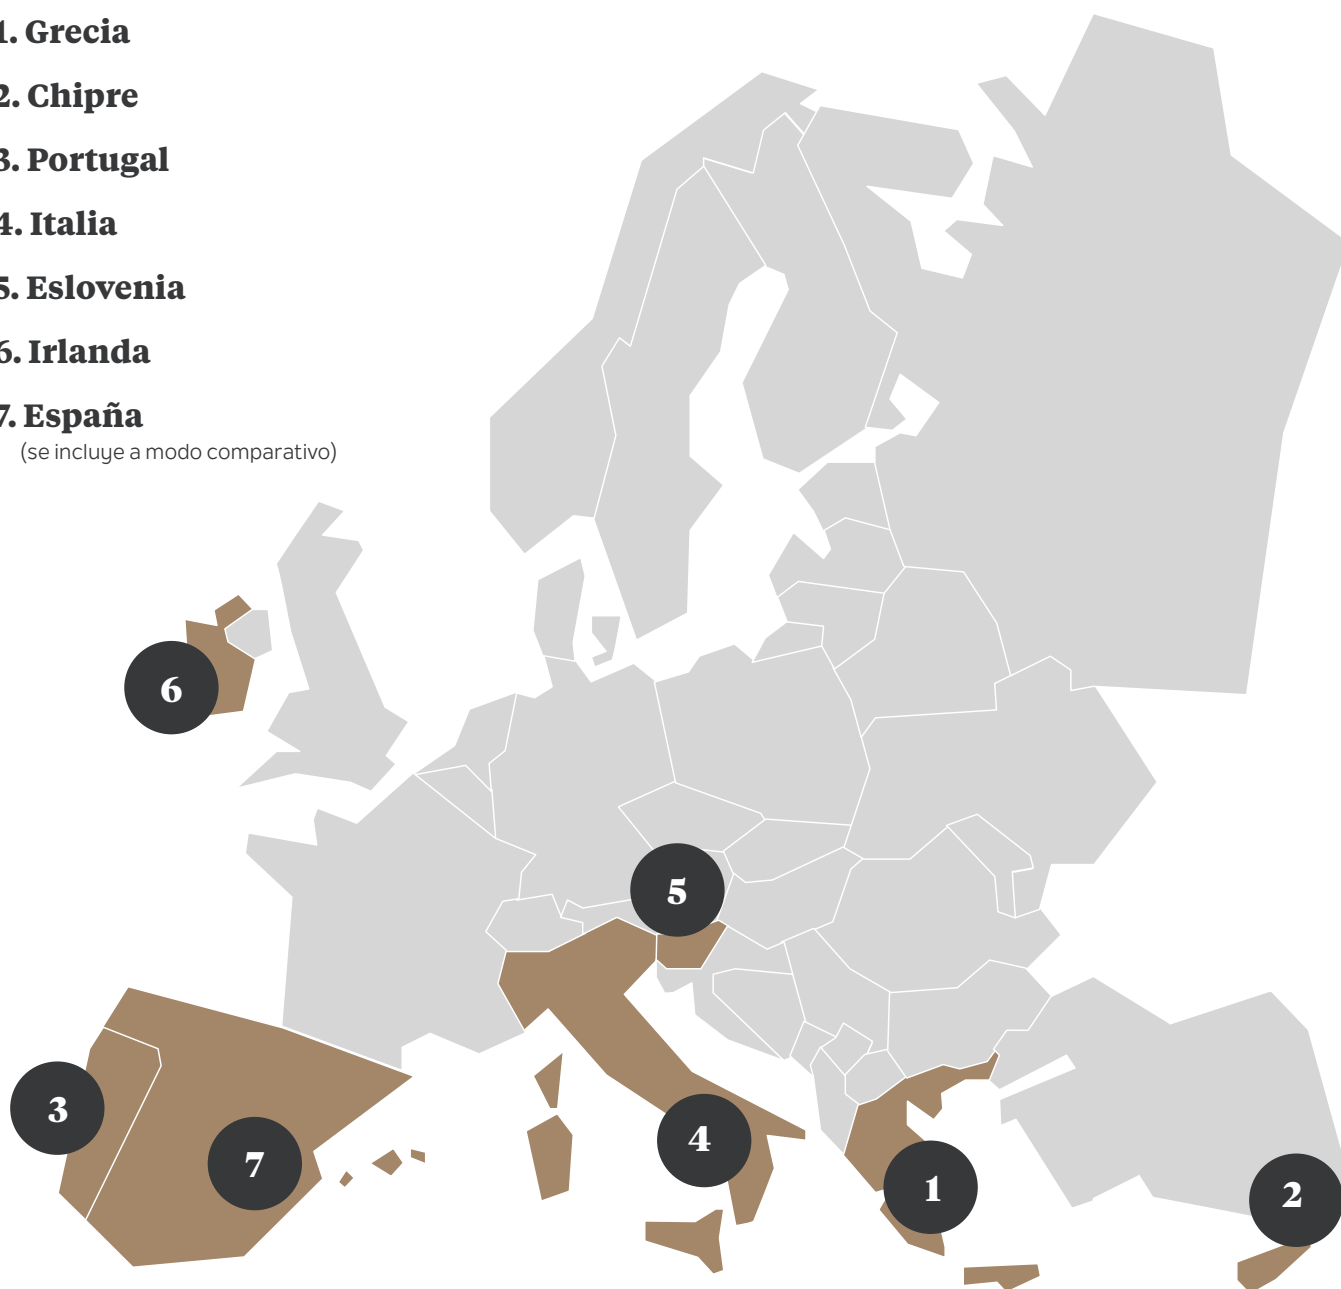 1. Grecia
2. Chipre
3. Portugal
4. Italia
5. Eslovenia
6. Irlanda
7. España
(se incluye a modo comparativo)
6
5
3
7
4
1
2